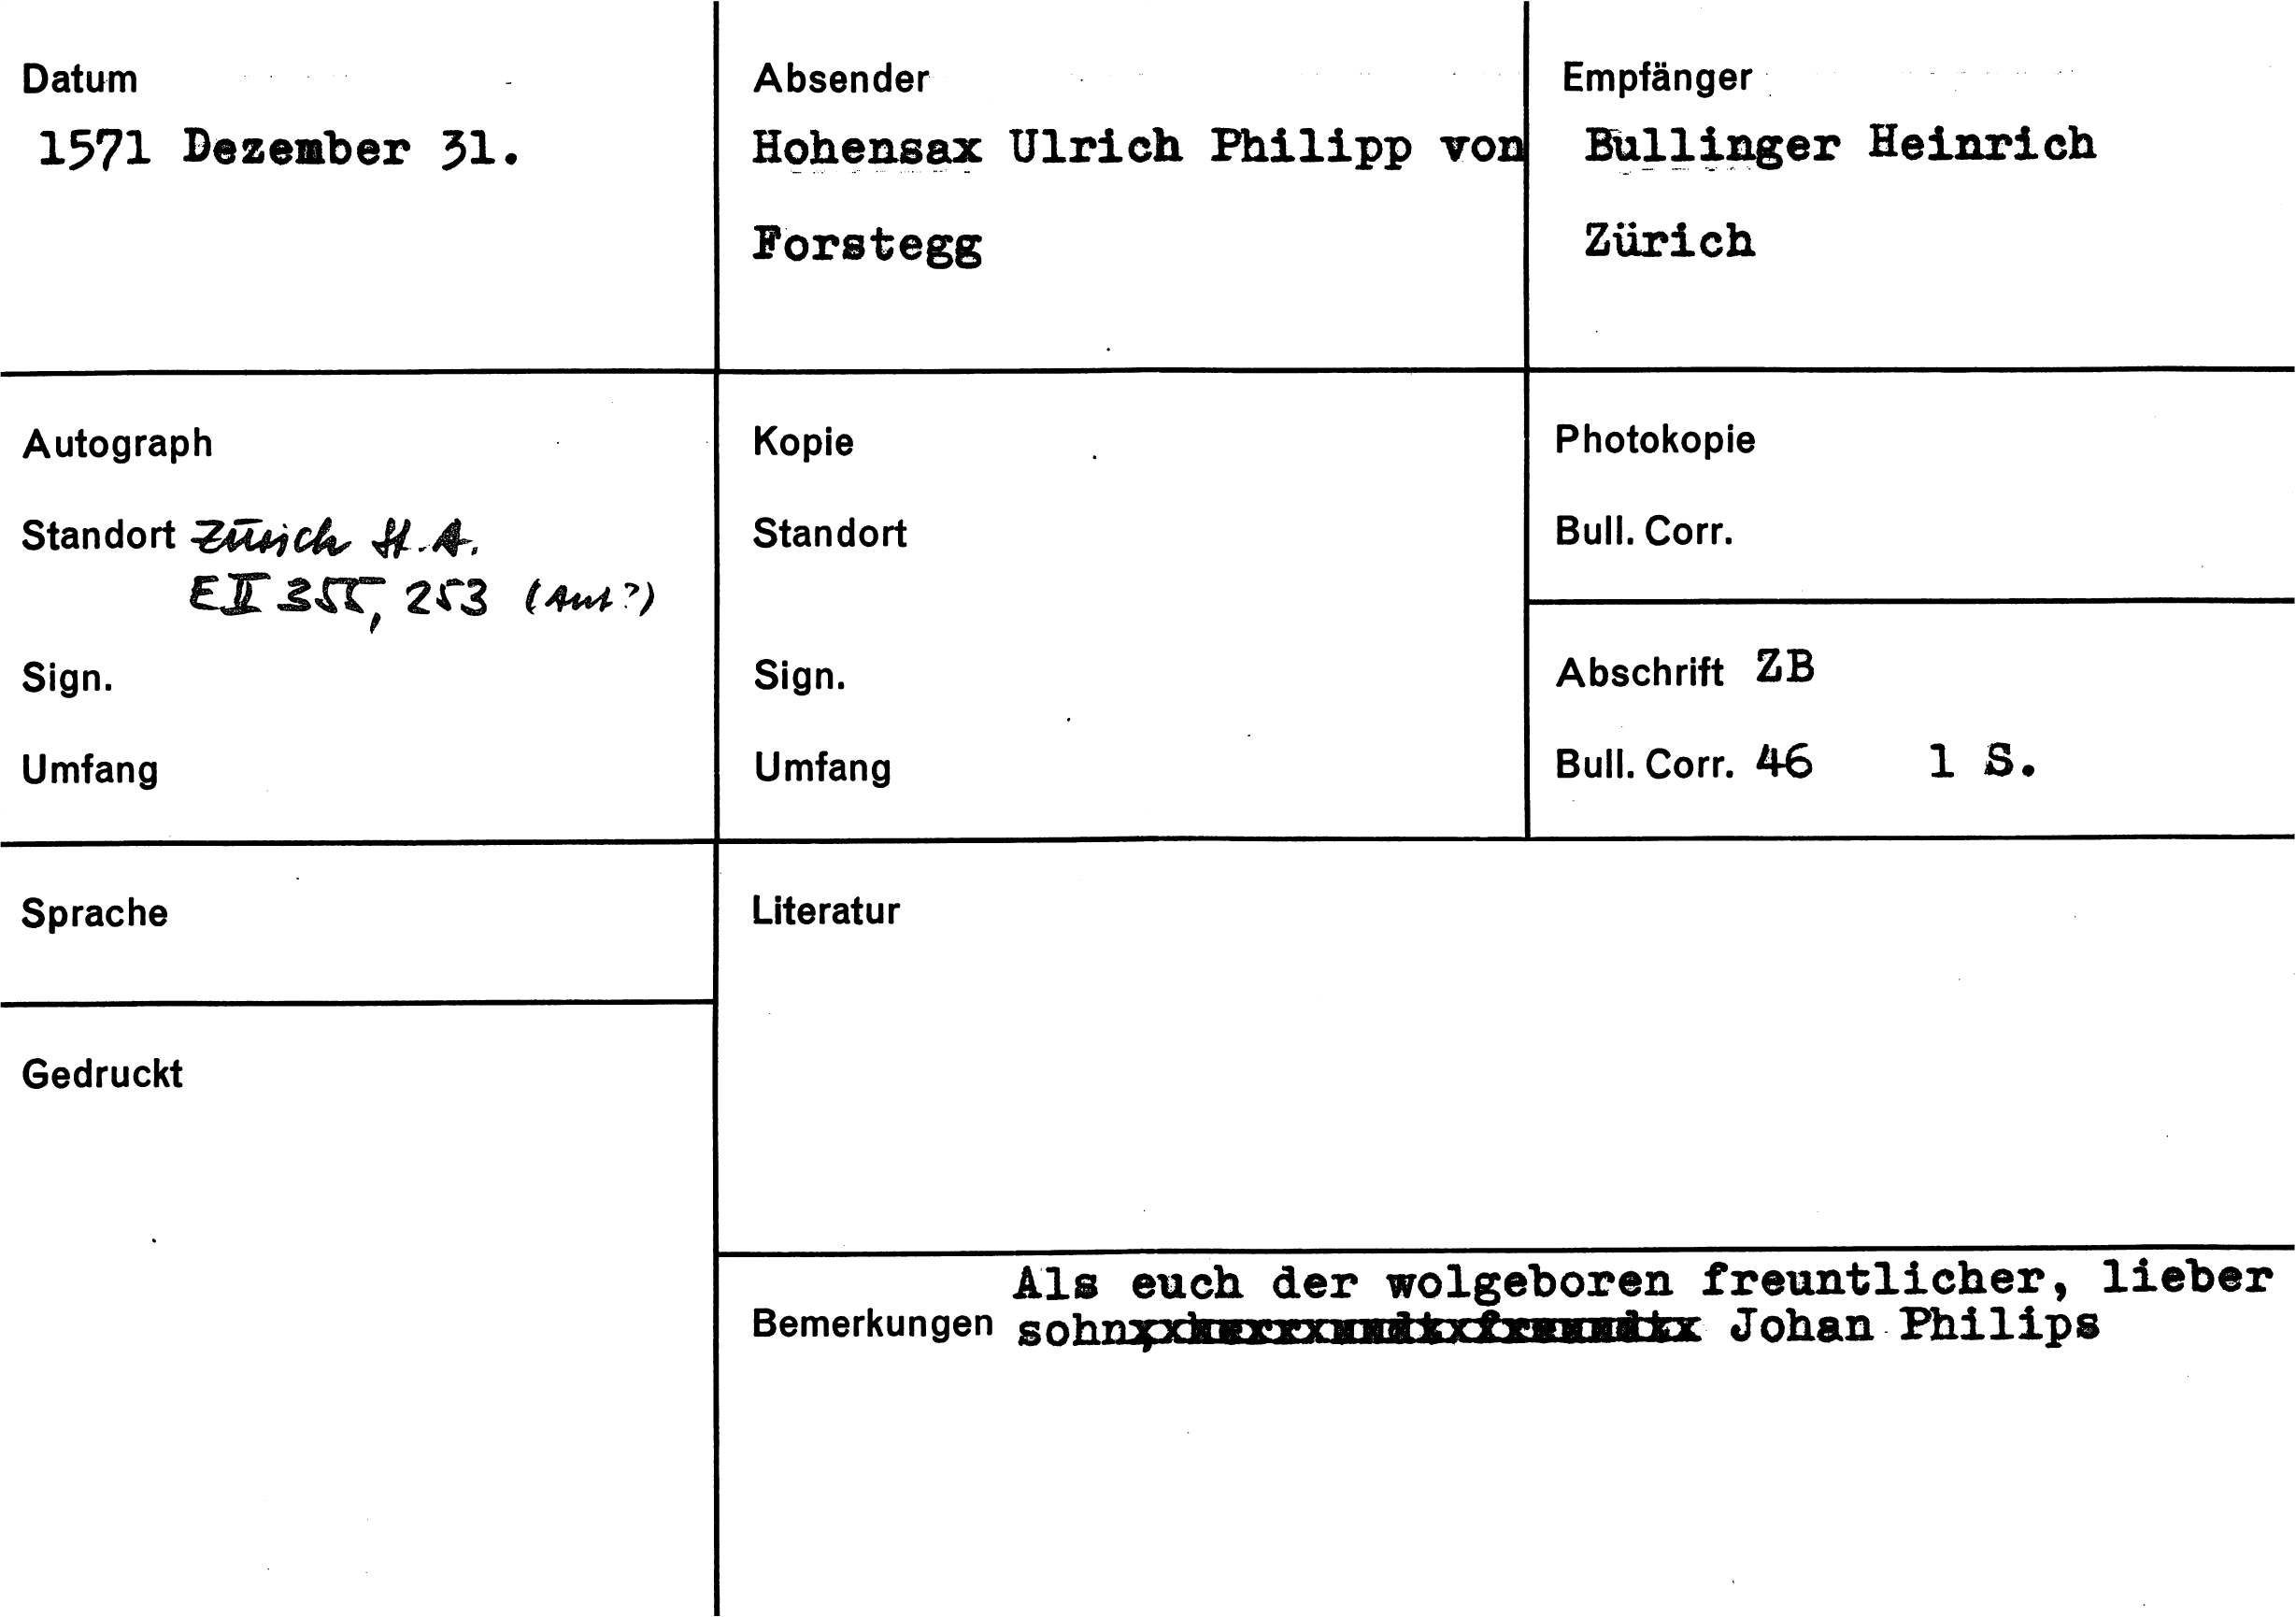 Datum
1571 Dezember 31.
Absender
Hohensax Ulrich Philipp von
Forstegg
Empfänger
Bullinger Heinrich
Zürich
Autograph
Standort Zürich St.A.
E II 355, 253 (Aut?)
Sign.
Umfang
Kopie
Standort
Sign.
Umfang
Photokopie
Bull. Corr.
Abschrift ZB
Bull. Corr. 46 1 S.
Sprache
Gedruckt
Literatur
Bemerkungen
Als euch der wolgeboren freuntlicher, lieber
sohn Johan Philips